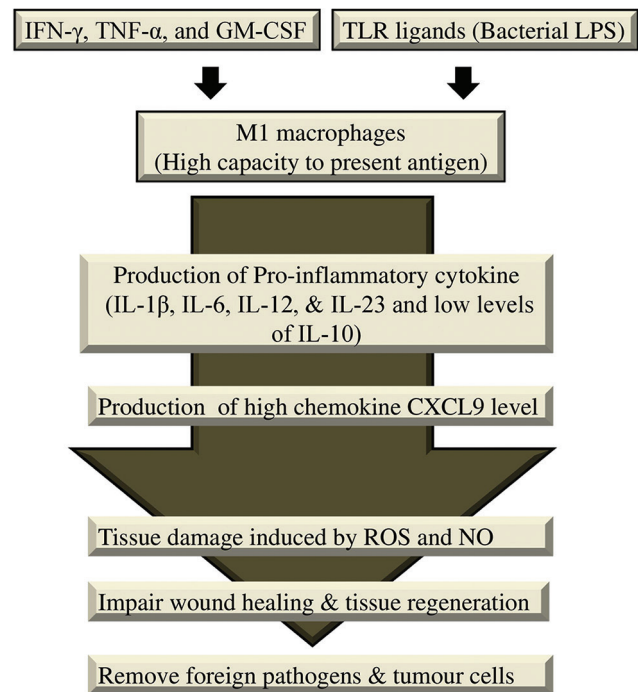 IFN-γ, TNF-α, and GM-CSF
TLR ligands (Bacterial LPS)
M1 macrophages
(High capacity to present antigen)
Production of Pro-inflammatory cytokine
(IL-1β, IL-6, IL-12, & IL-23 and low levels
of IL-10)
Production of high chemokine CXCL9 level
Tissue damage induced by ROS and NO
Impair wound healing & tissue regeneration
Remove foreign pathogens & tumour cells